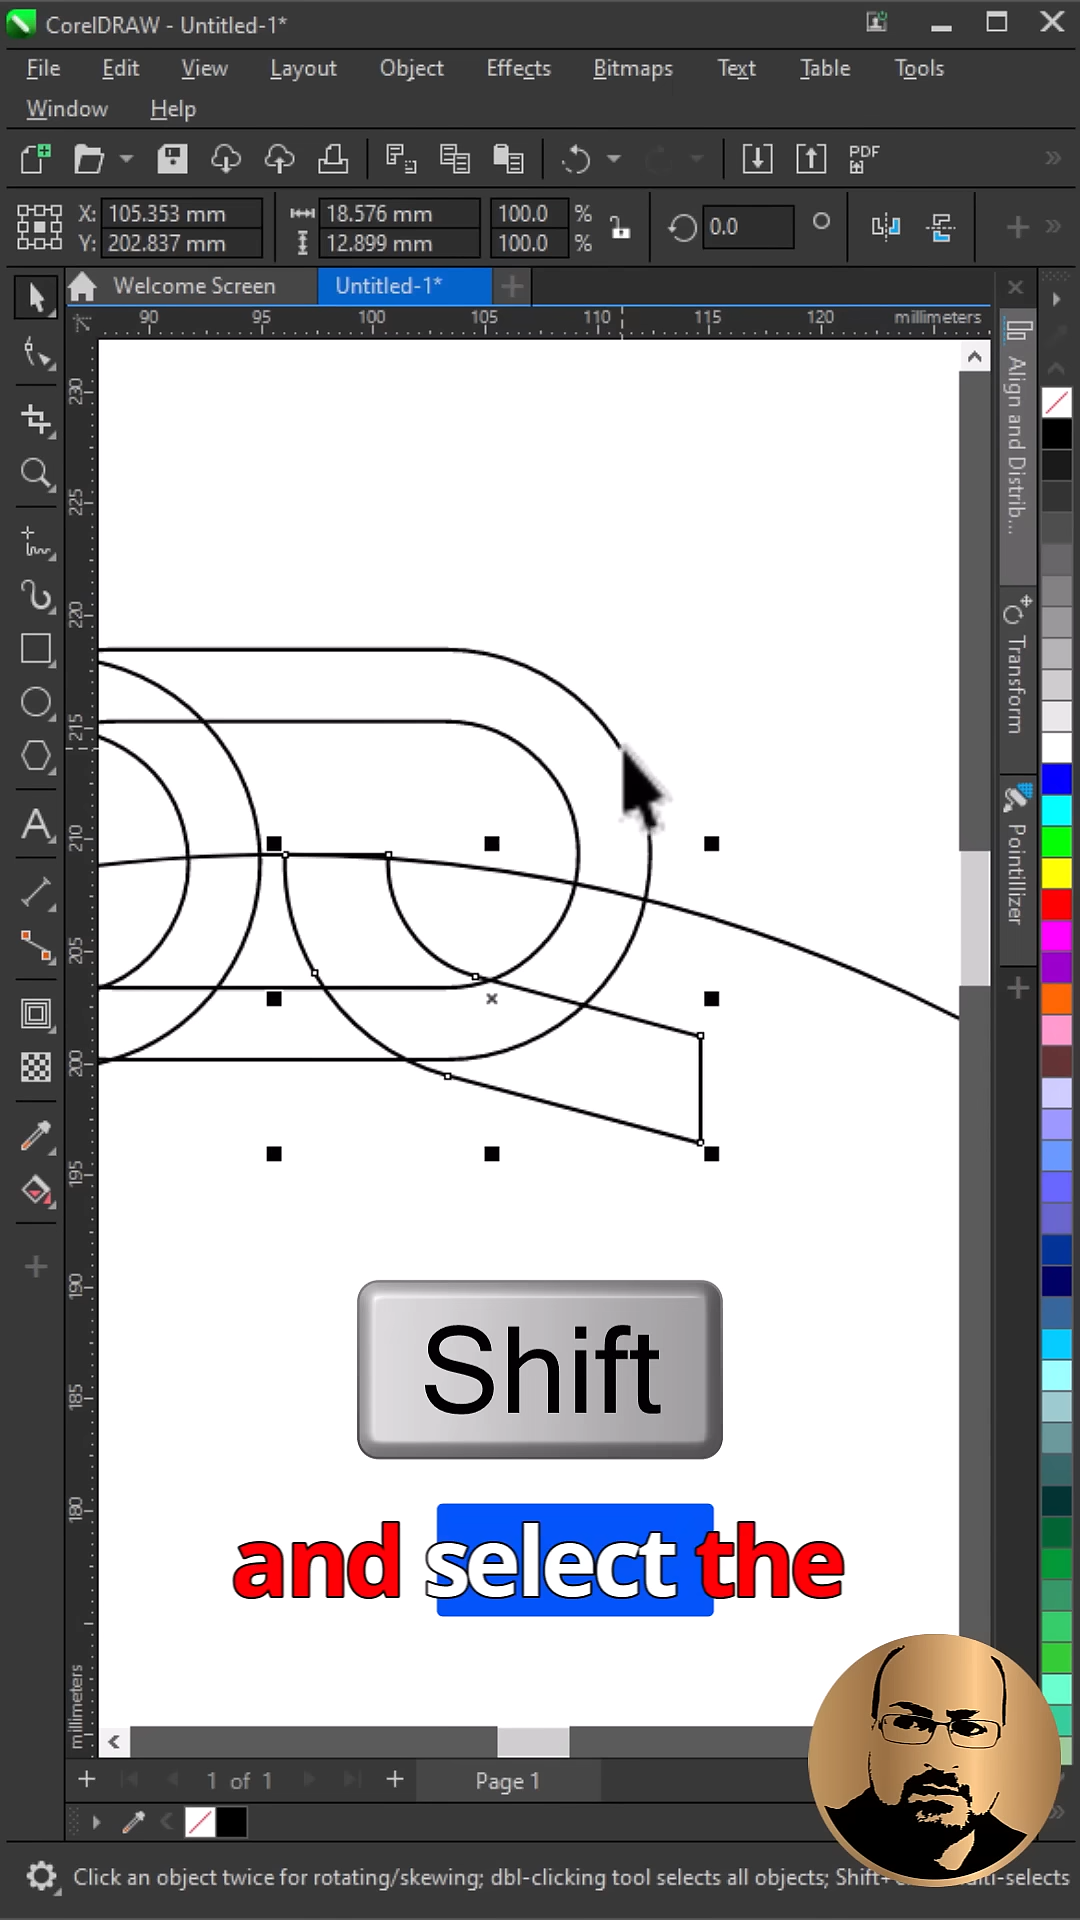 CorelDRAW - Untitled-1*
File Edit View Layout Object Effects Bitmaps Text Table Tools
Window Help
PDF
X: 105.353 mm 18.576 mm 100.0 % 0.0
Y: 202.837 mm 12.899 mm 100.0 %
Welcome Screen Untitled-1*
90 95 100 105 110 115 120 millimeters
230
225
220
215
210
205
200
195
190
185
180
millimeters
Align and Distrib...
Transform
Pointillizer
Shift
and select the
1 of 1 Page 1
Click an object twice for rotating/skewing; dbl-clicking tool selects all objects; Shift+